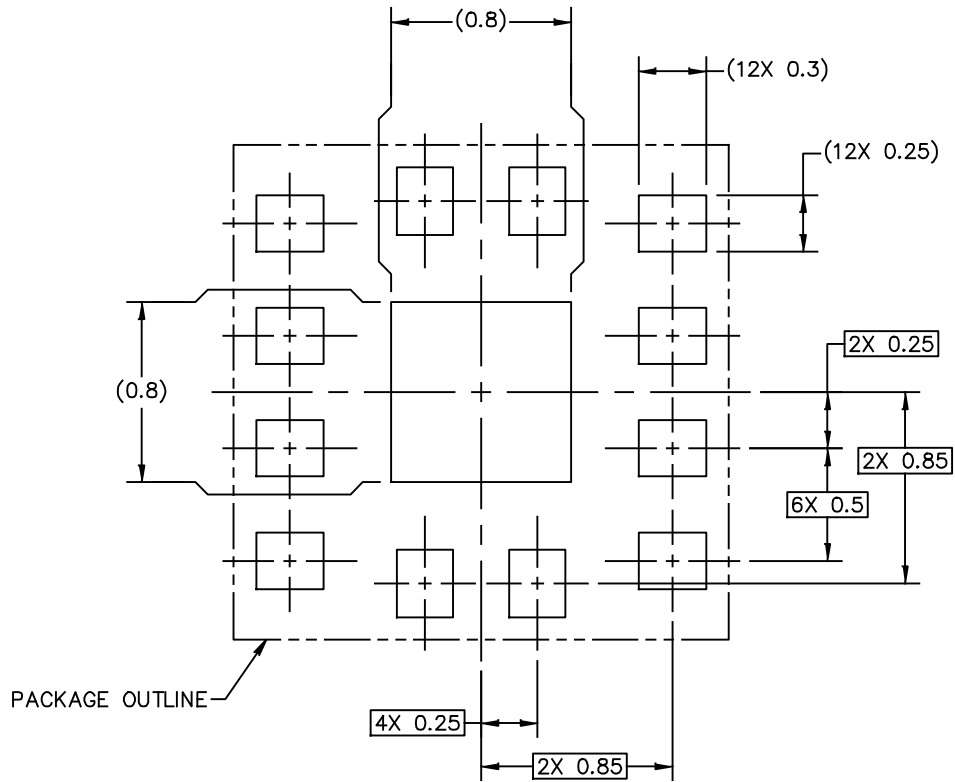 (0.8)
(12X 0.3)
(12X 0.25)
2X 0.25
(0.8)
2X 0.85
6X 0.5
PACKAGE OUTLINE
4X 0.25
2X 0.85